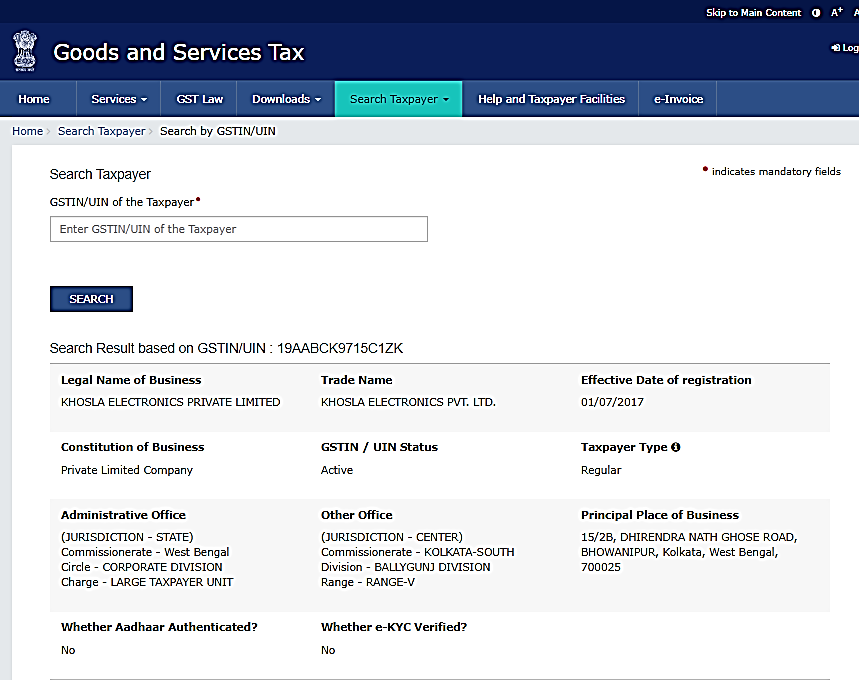 Skip to Main Content A+ A
Goods and Services Tax
Log
Home Services GST Law Downloads Search Taxpayer Help and Taxpayer Facilities e-Invoice
Home › Search Taxpayer › Search by GSTIN/UIN
Search Taxpayer
• indicates mandatory fields
GSTIN/UIN of the Taxpayer•
Enter GSTIN/UIN of the Taxpayer
SEARCH
Search Result based on GSTIN/UIN : 19AABCK9715C1ZK
Legal Name of Business
KHOSLA ELECTRONICS PRIVATE LIMITED
Trade Name
KHOSLA ELECTRONICS PVT. LTD.
Effective Date of registration
01/07/2017
Constitution of Business
Private Limited Company
GSTIN / UIN Status
Active
Taxpayer Type
Regular
Administrative Office
(JURISDICTION - STATE)
Commissionerate - West Bengal
Circle - CORPORATE DIVISION
Charge - LARGE TAXPAYER UNIT
Other Office
(JURISDICTION - CENTER)
Commissionerate - KOLKATA-SOUTH
Division - BALLYGUNJ DIVISION
Range - RANGE-V
Principal Place of Business
15/2B, DHIRENDRA NATH GHOSE ROAD,
BHOWANIPUR, Kolkata, West Bengal,
700025
Whether Aadhaar Authenticated?
No
Whether e-KYC Verified?
No